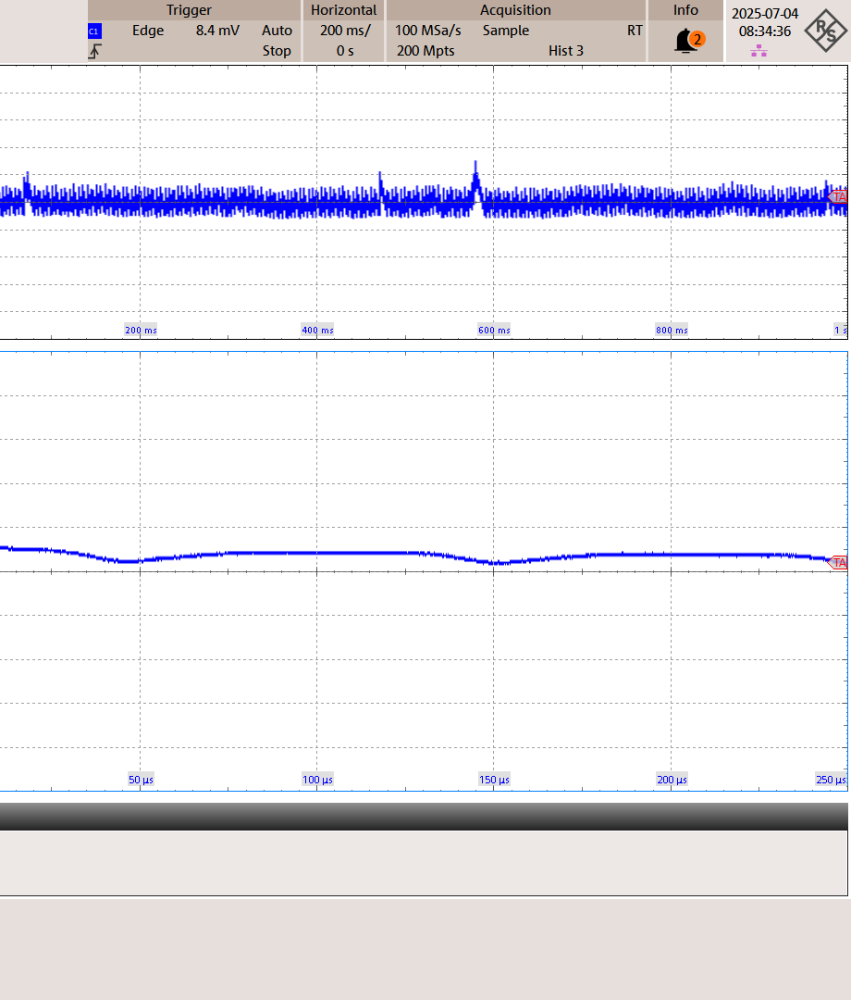 Trigger Horizontal Acquisition Info
C1 Edge 8.4 mV Auto 200 ms/ 100 MSa/s Sample RT 2 2025-07-04
08:34:36
Stop 0 s 200 Mpts Hist 3
R
S
TA
200 ms 400 ms 600 ms 800 ms 1 s
TA
50 µs 100 µs 150 µs 200 µs 250 µs